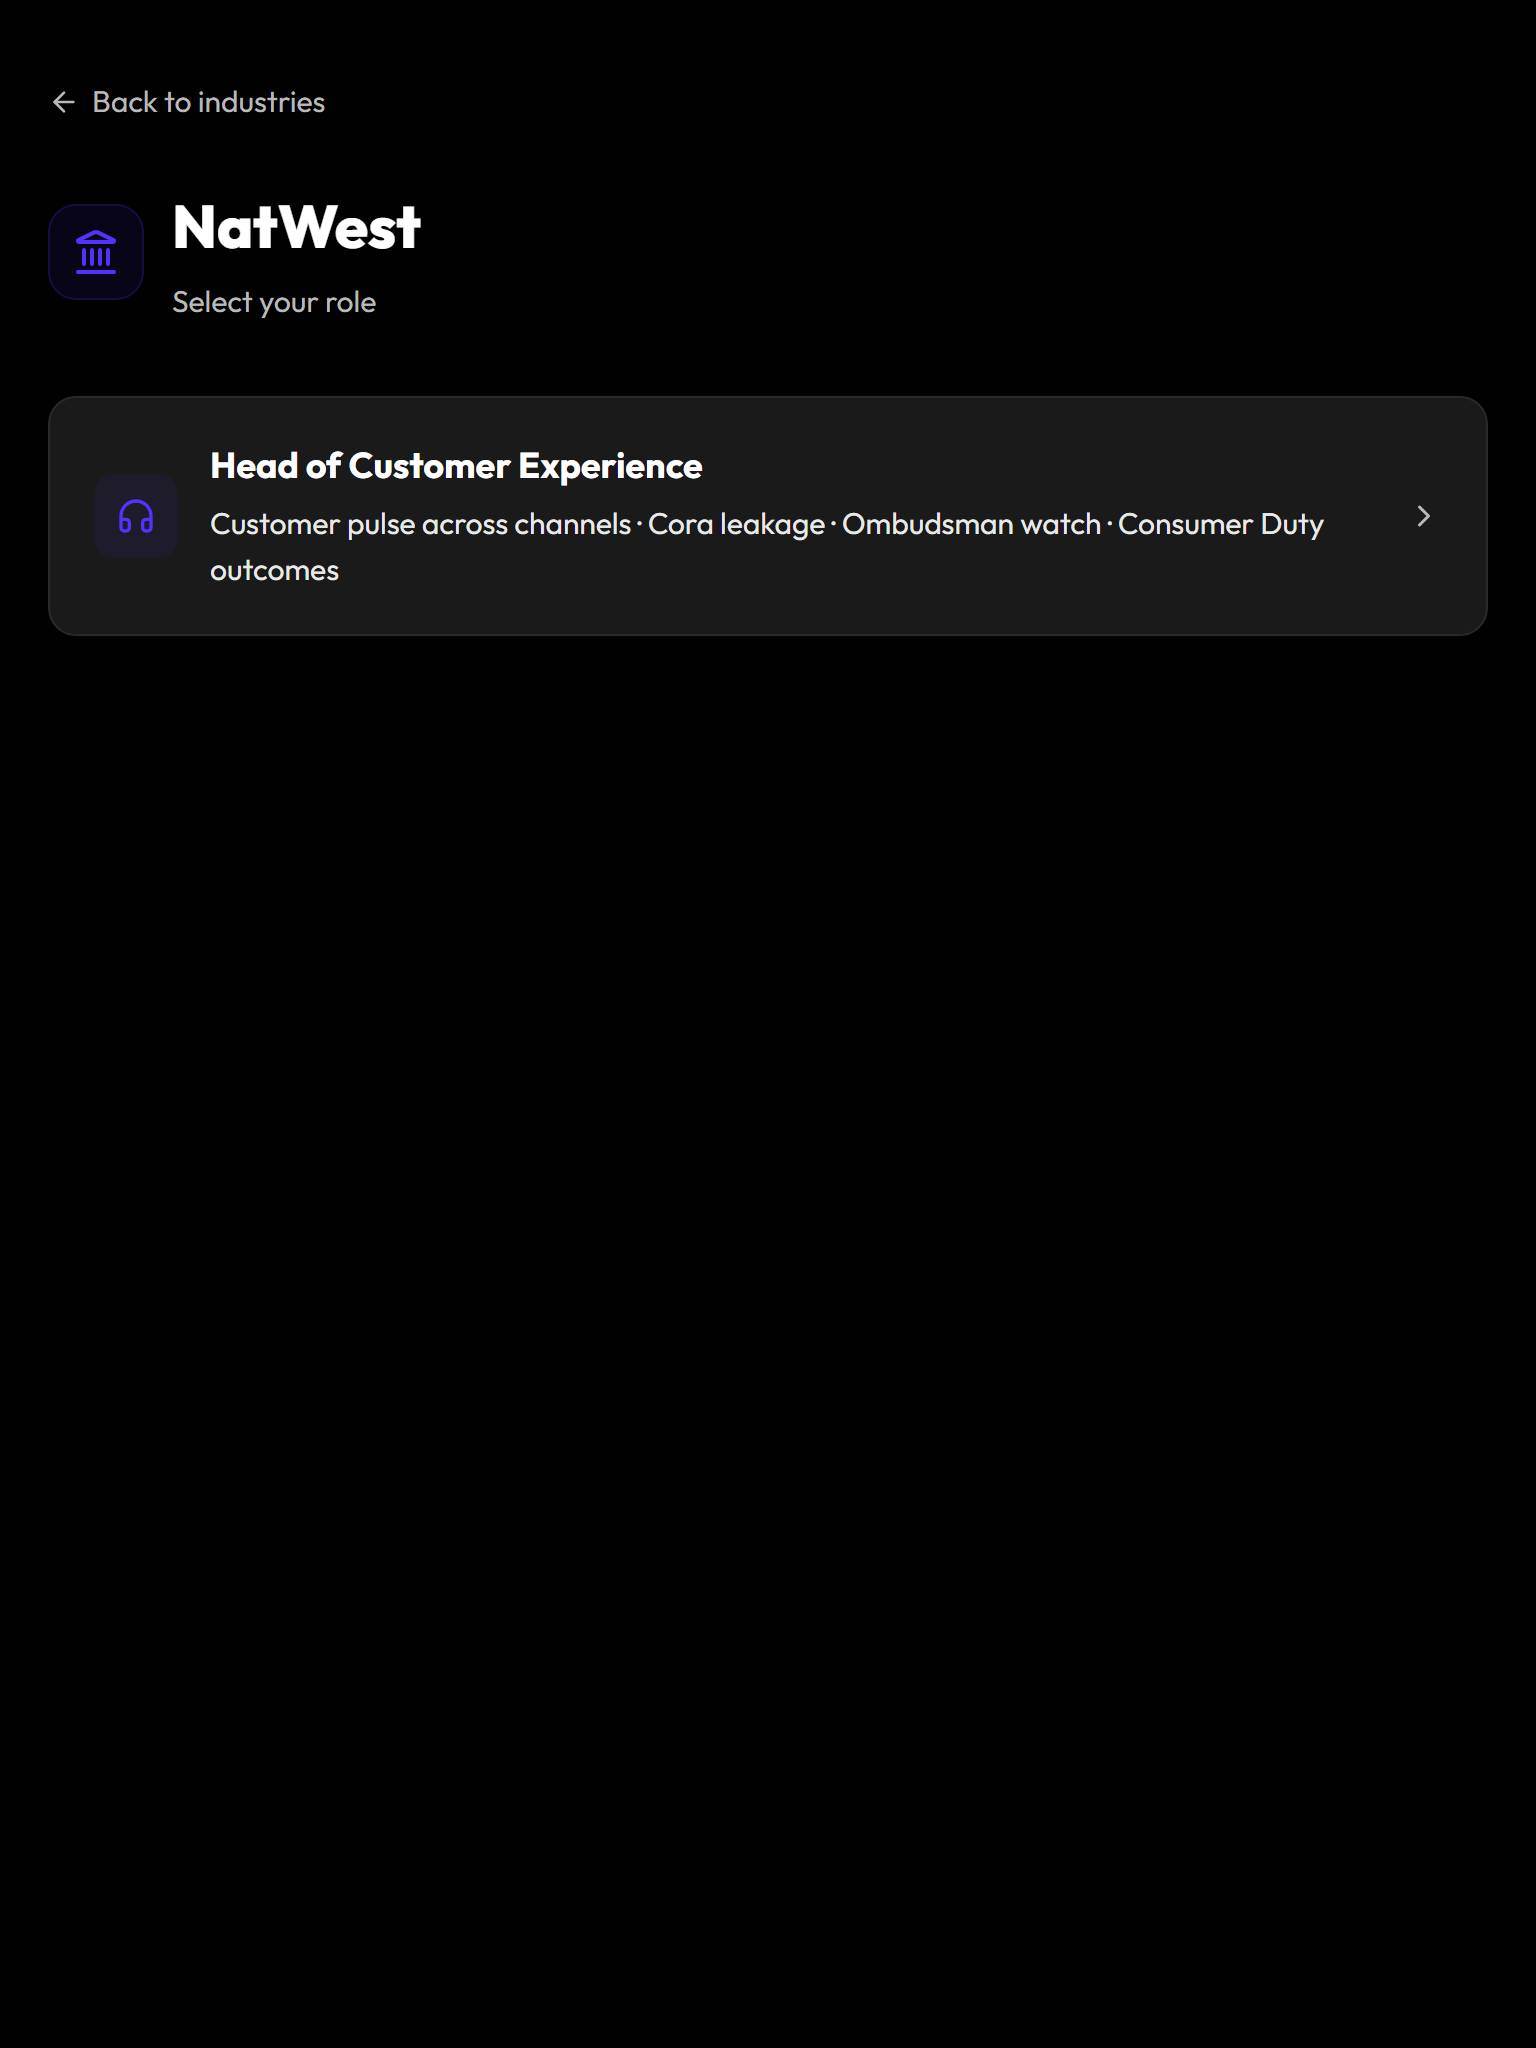 Back to industries
NatWest
Select your role
Head of Customer Experience
Customer pulse across channels · Cora leakage · Ombudsman watch · Consumer Duty
outcomes